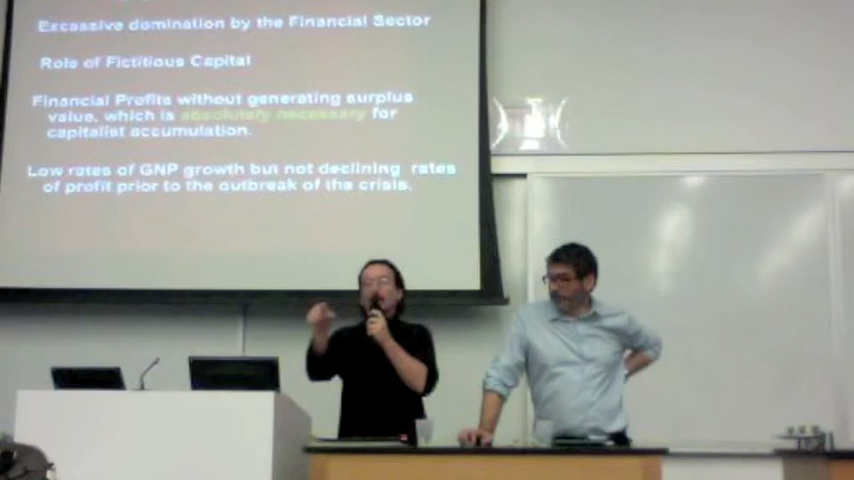 Excessive domination by the Financial Sector
Role of Fictitious Capital
Financial Profits without generating surplus
value, which is absolutely necessary for
capitalist accumulation.
Low rates of GNP growth but not declining rates
of profit prior to the outbreak of the crisis.